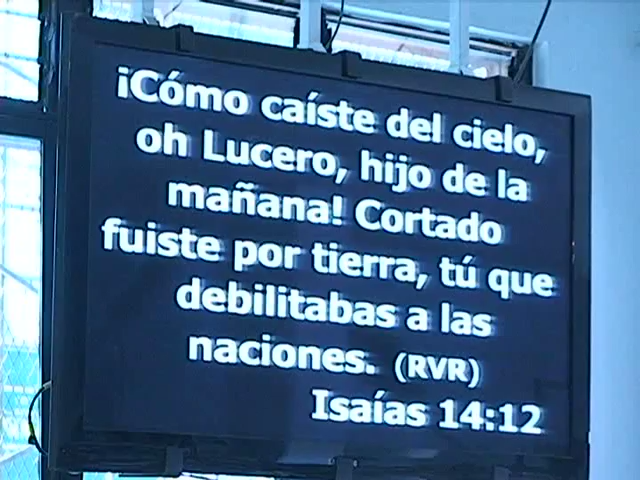 ¡Cómo caíste del cielo,
oh Lucero, hijo de la
mañana! Cortado
fuiste por tierra, tú que
debilitabas a las
naciones. (RVR)
Isaías 14:12